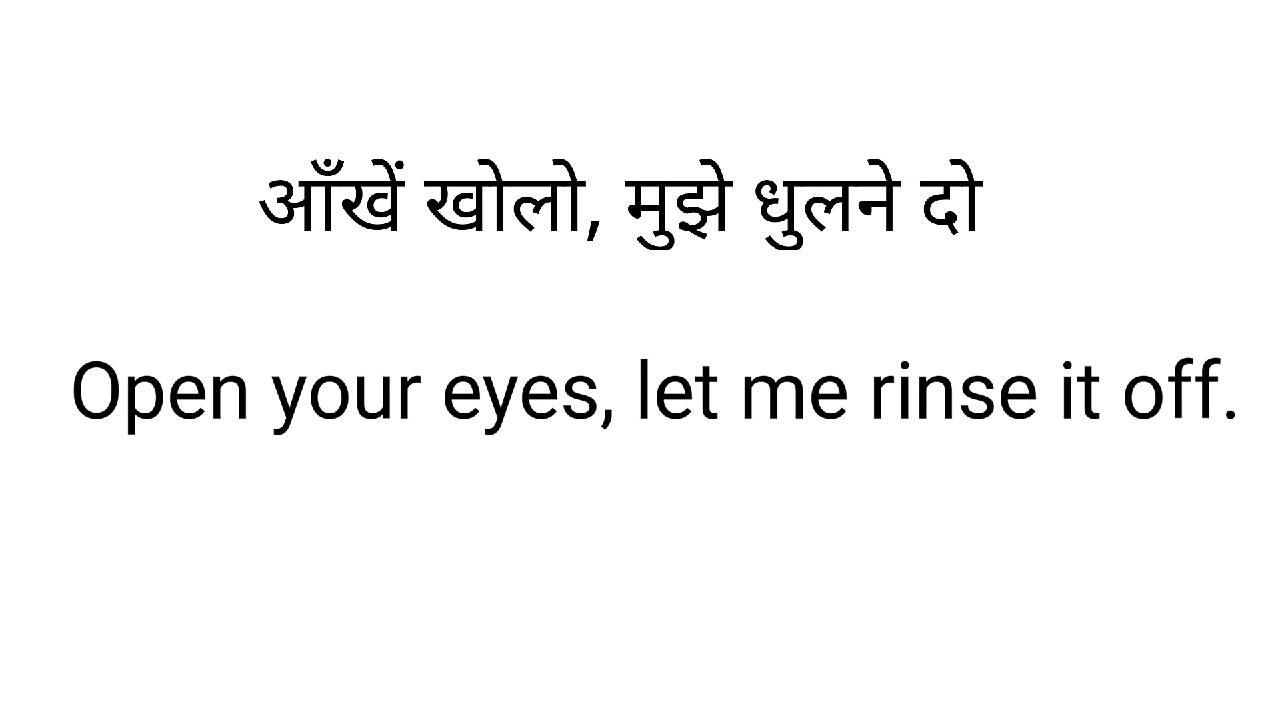 आँखें खोलो, मुझे धुलने दो
Open your eyes, let me rinse it off.